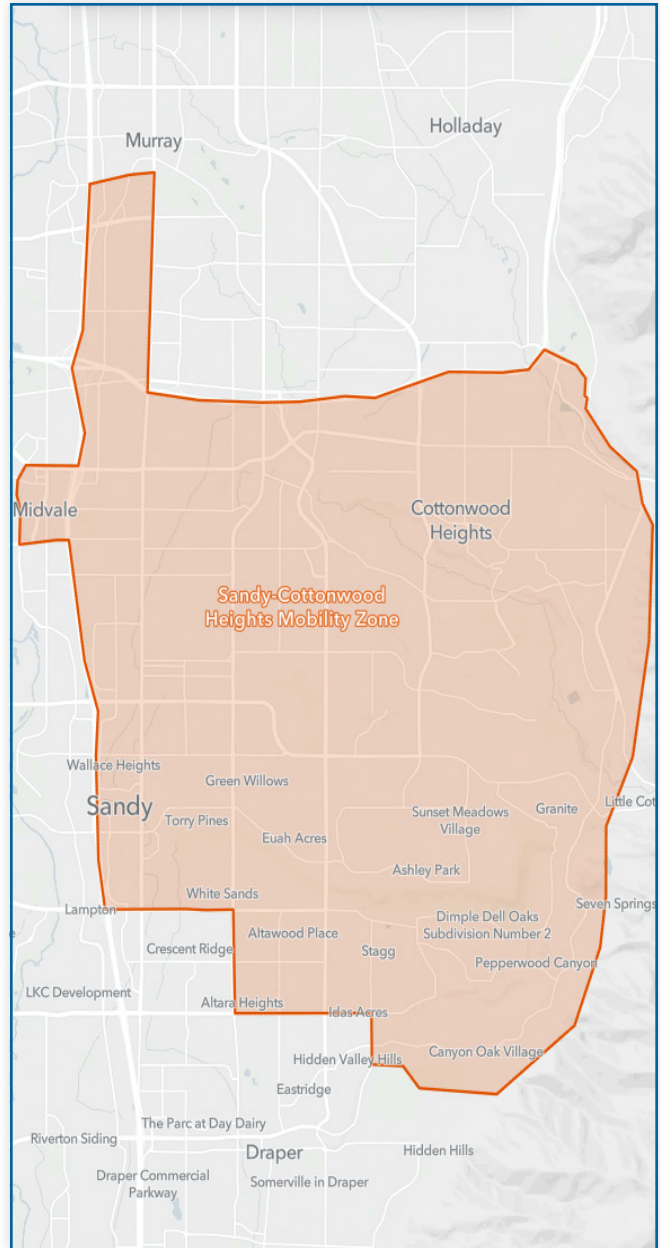 Holladay
Murray
Midvale
Cottonwood
Heights
Sandy-Cottonwood
Heights Mobility Zone
Wallace Heights
Green Willows
Sandy
Little Cot
Granite
Torry Pines
Sunset Meadows
Village
Euah Acres
Ashley Park
White Sands
Seven Springs
Lampton
Dimple Dell Oaks
Subdivision Number 2
Altawood Place
Crescent Ridge
Stagg
Pepperwood Canyon
LKC Development
Altara Heights
Idas Acres
Canyon Oak Village
Hidden Valley Hills
Eastridge
The Parc at Day Dairy
Riverton Siding
Draper
Hidden Hills
Draper Commercial
Parkway
Somerville in Draper